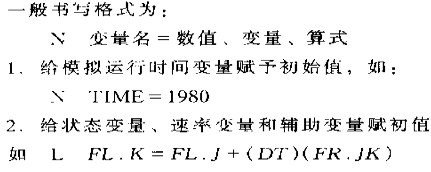 一般书写格式为：
N 变量名＝数值、变量、算式
1. 给模拟运行时间变量赋予初始值，如：
N TIME＝1980
2. 给状态变量、速率变量和辅助变量赋初值
如 L FL.K＝FL.J＋(DT)(FR.JK)